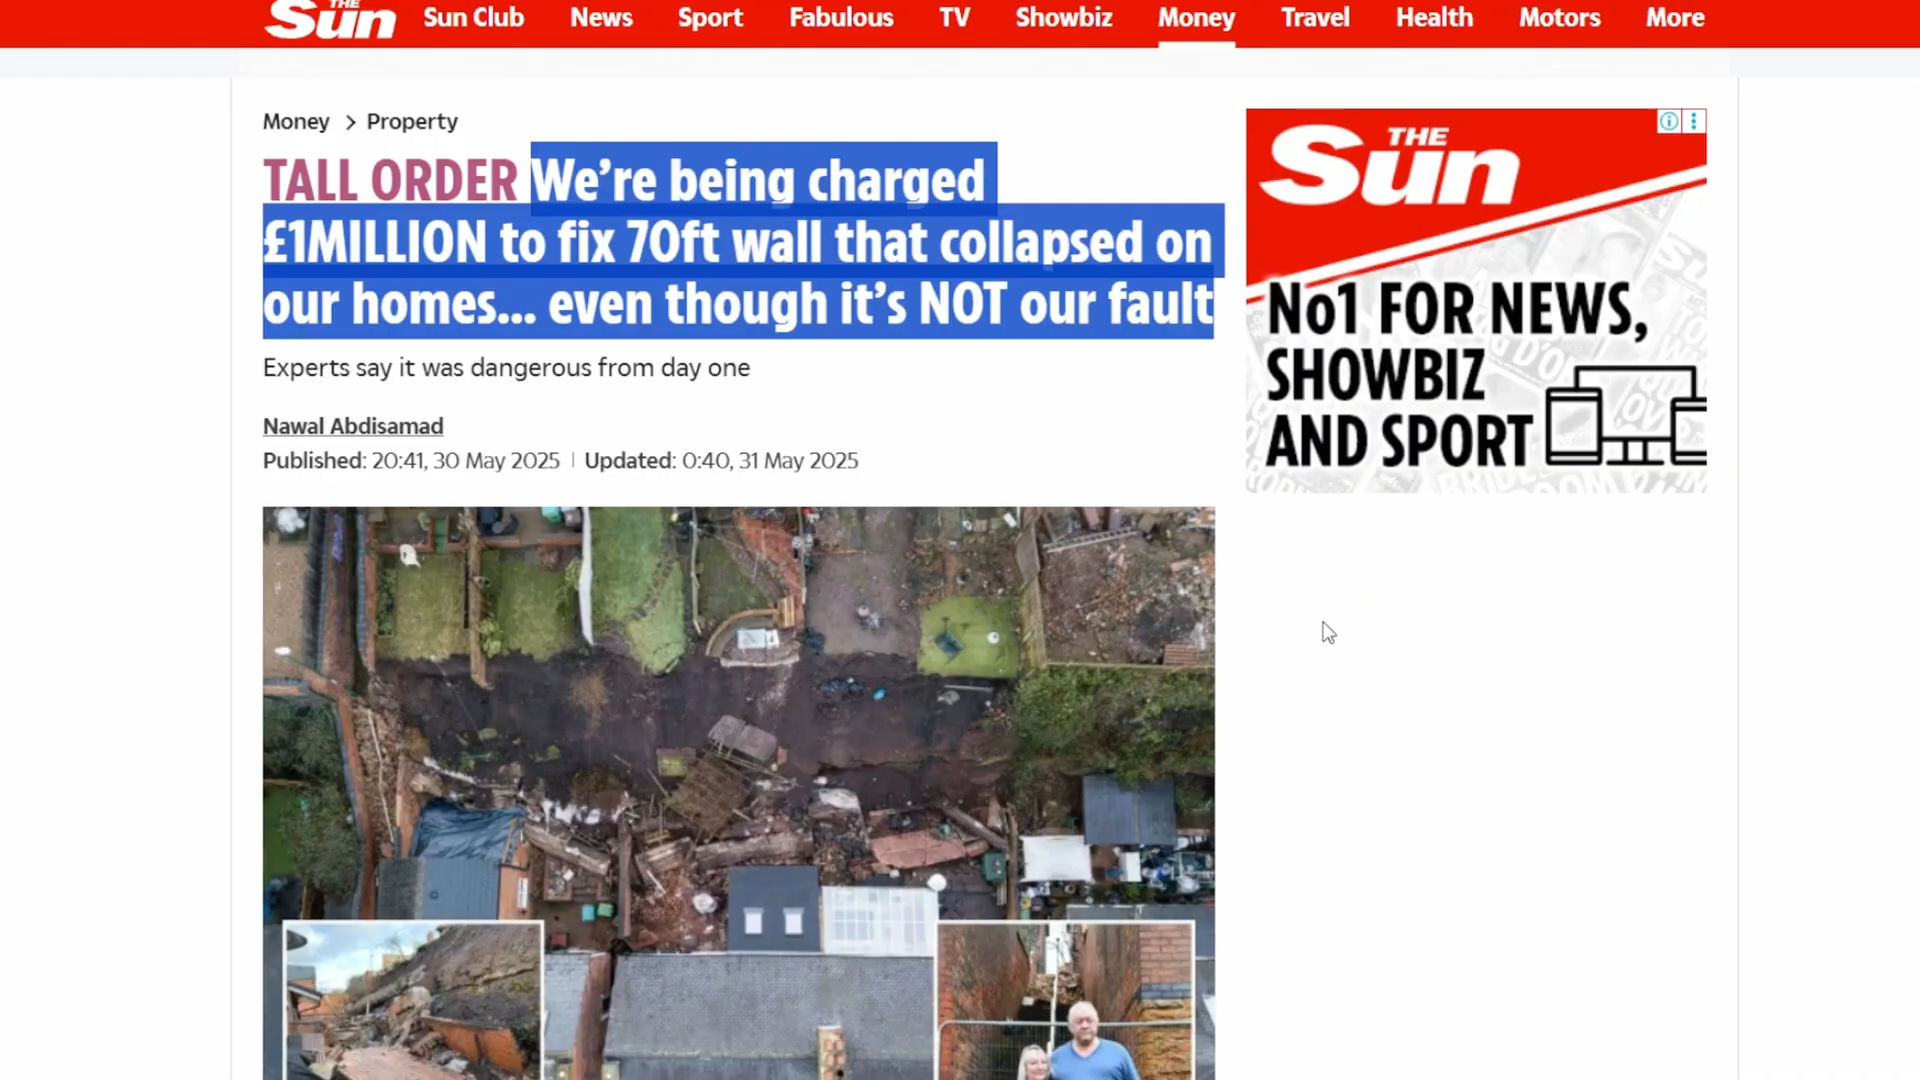 THE
Sun
Sun Club News Sport Fabulous TV Showbiz Money Travel Health Motors More
Money > Property
TALL ORDER We’re being charged
£1MILLION to fix 70ft wall that collapsed on
our homes... even though it’s NOT our fault
Experts say it was dangerous from day one
Nawal Abdisamad
Published: 20:41, 30 May 2025 | Updated: 0:40, 31 May 2025
THE
Sun
No1 FOR NEWS,
SHOWBIZ
AND SPORT